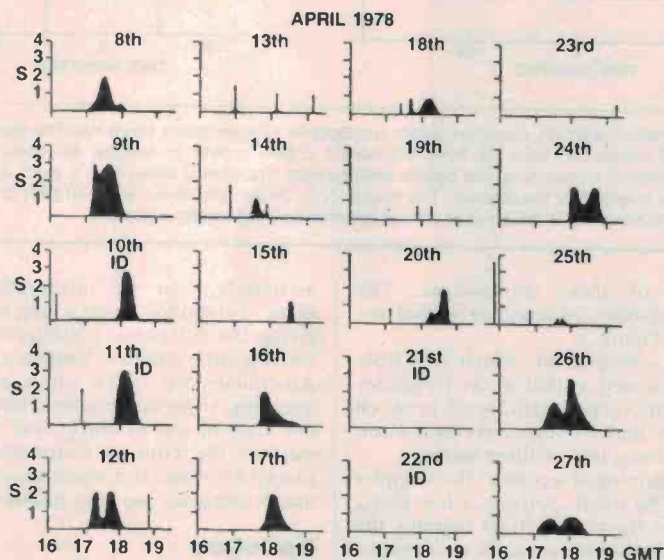 APRIL 1978
8th 13th 18th 23rd
4
3
S 2
1
9th 14th 19th 24th
4
3
S 2
1
10th ID 15th 20th 25th
4
3
S 2
1
11th ID 16th 21st ID 26th
4
3
S 2
1
12th 17th 22nd ID 27th
4
3
S 2
1
16 17 18 19 16 17 18 19 16 17 18 19 16 17 18 19 GMT